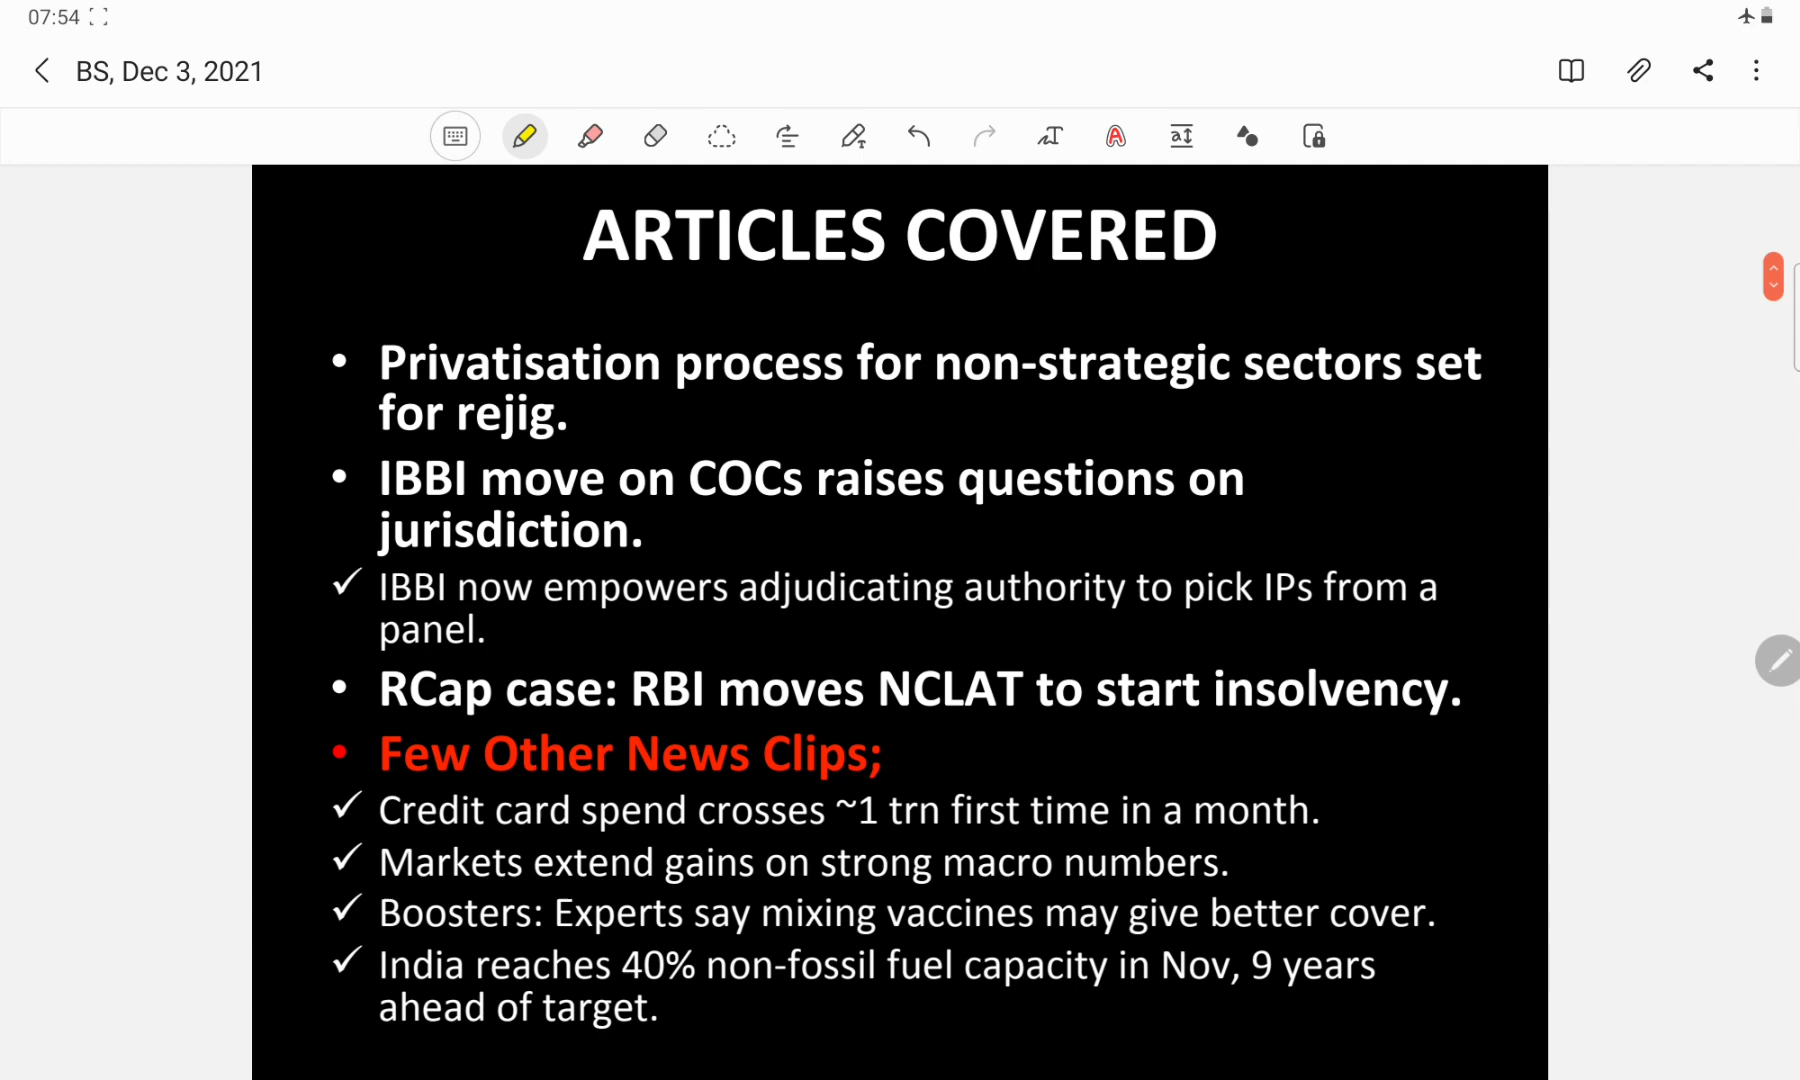 07:54
BS, Dec 3, 2021
ARTICLES COVERED
• Privatisation process for non-strategic sectors set
for rejig.
• IBBI move on COCs raises questions on
jurisdiction.
✓ IBBI now empowers adjudicating authority to pick IPs from a
panel.
• RCap case: RBI moves NCLAT to start insolvency.
• Few Other News Clips;
✓ Credit card spend crosses ~1 trn first time in a month.
✓ Markets extend gains on strong macro numbers.
✓ Boosters: Experts say mixing vaccines may give better cover.
✓ India reaches 40% non-fossil fuel capacity in Nov, 9 years
ahead of target.